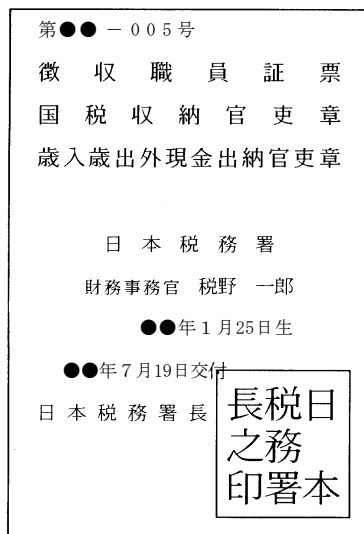 第●●－005号
徴収職員証票
国税収納官吏章
歳入歳出外現金出納官吏章
日本税務署
財務事務官 税野 一郎
●●年1月25日生
●●年7月19日交付
日本税務署長
日本
税務署
長之印